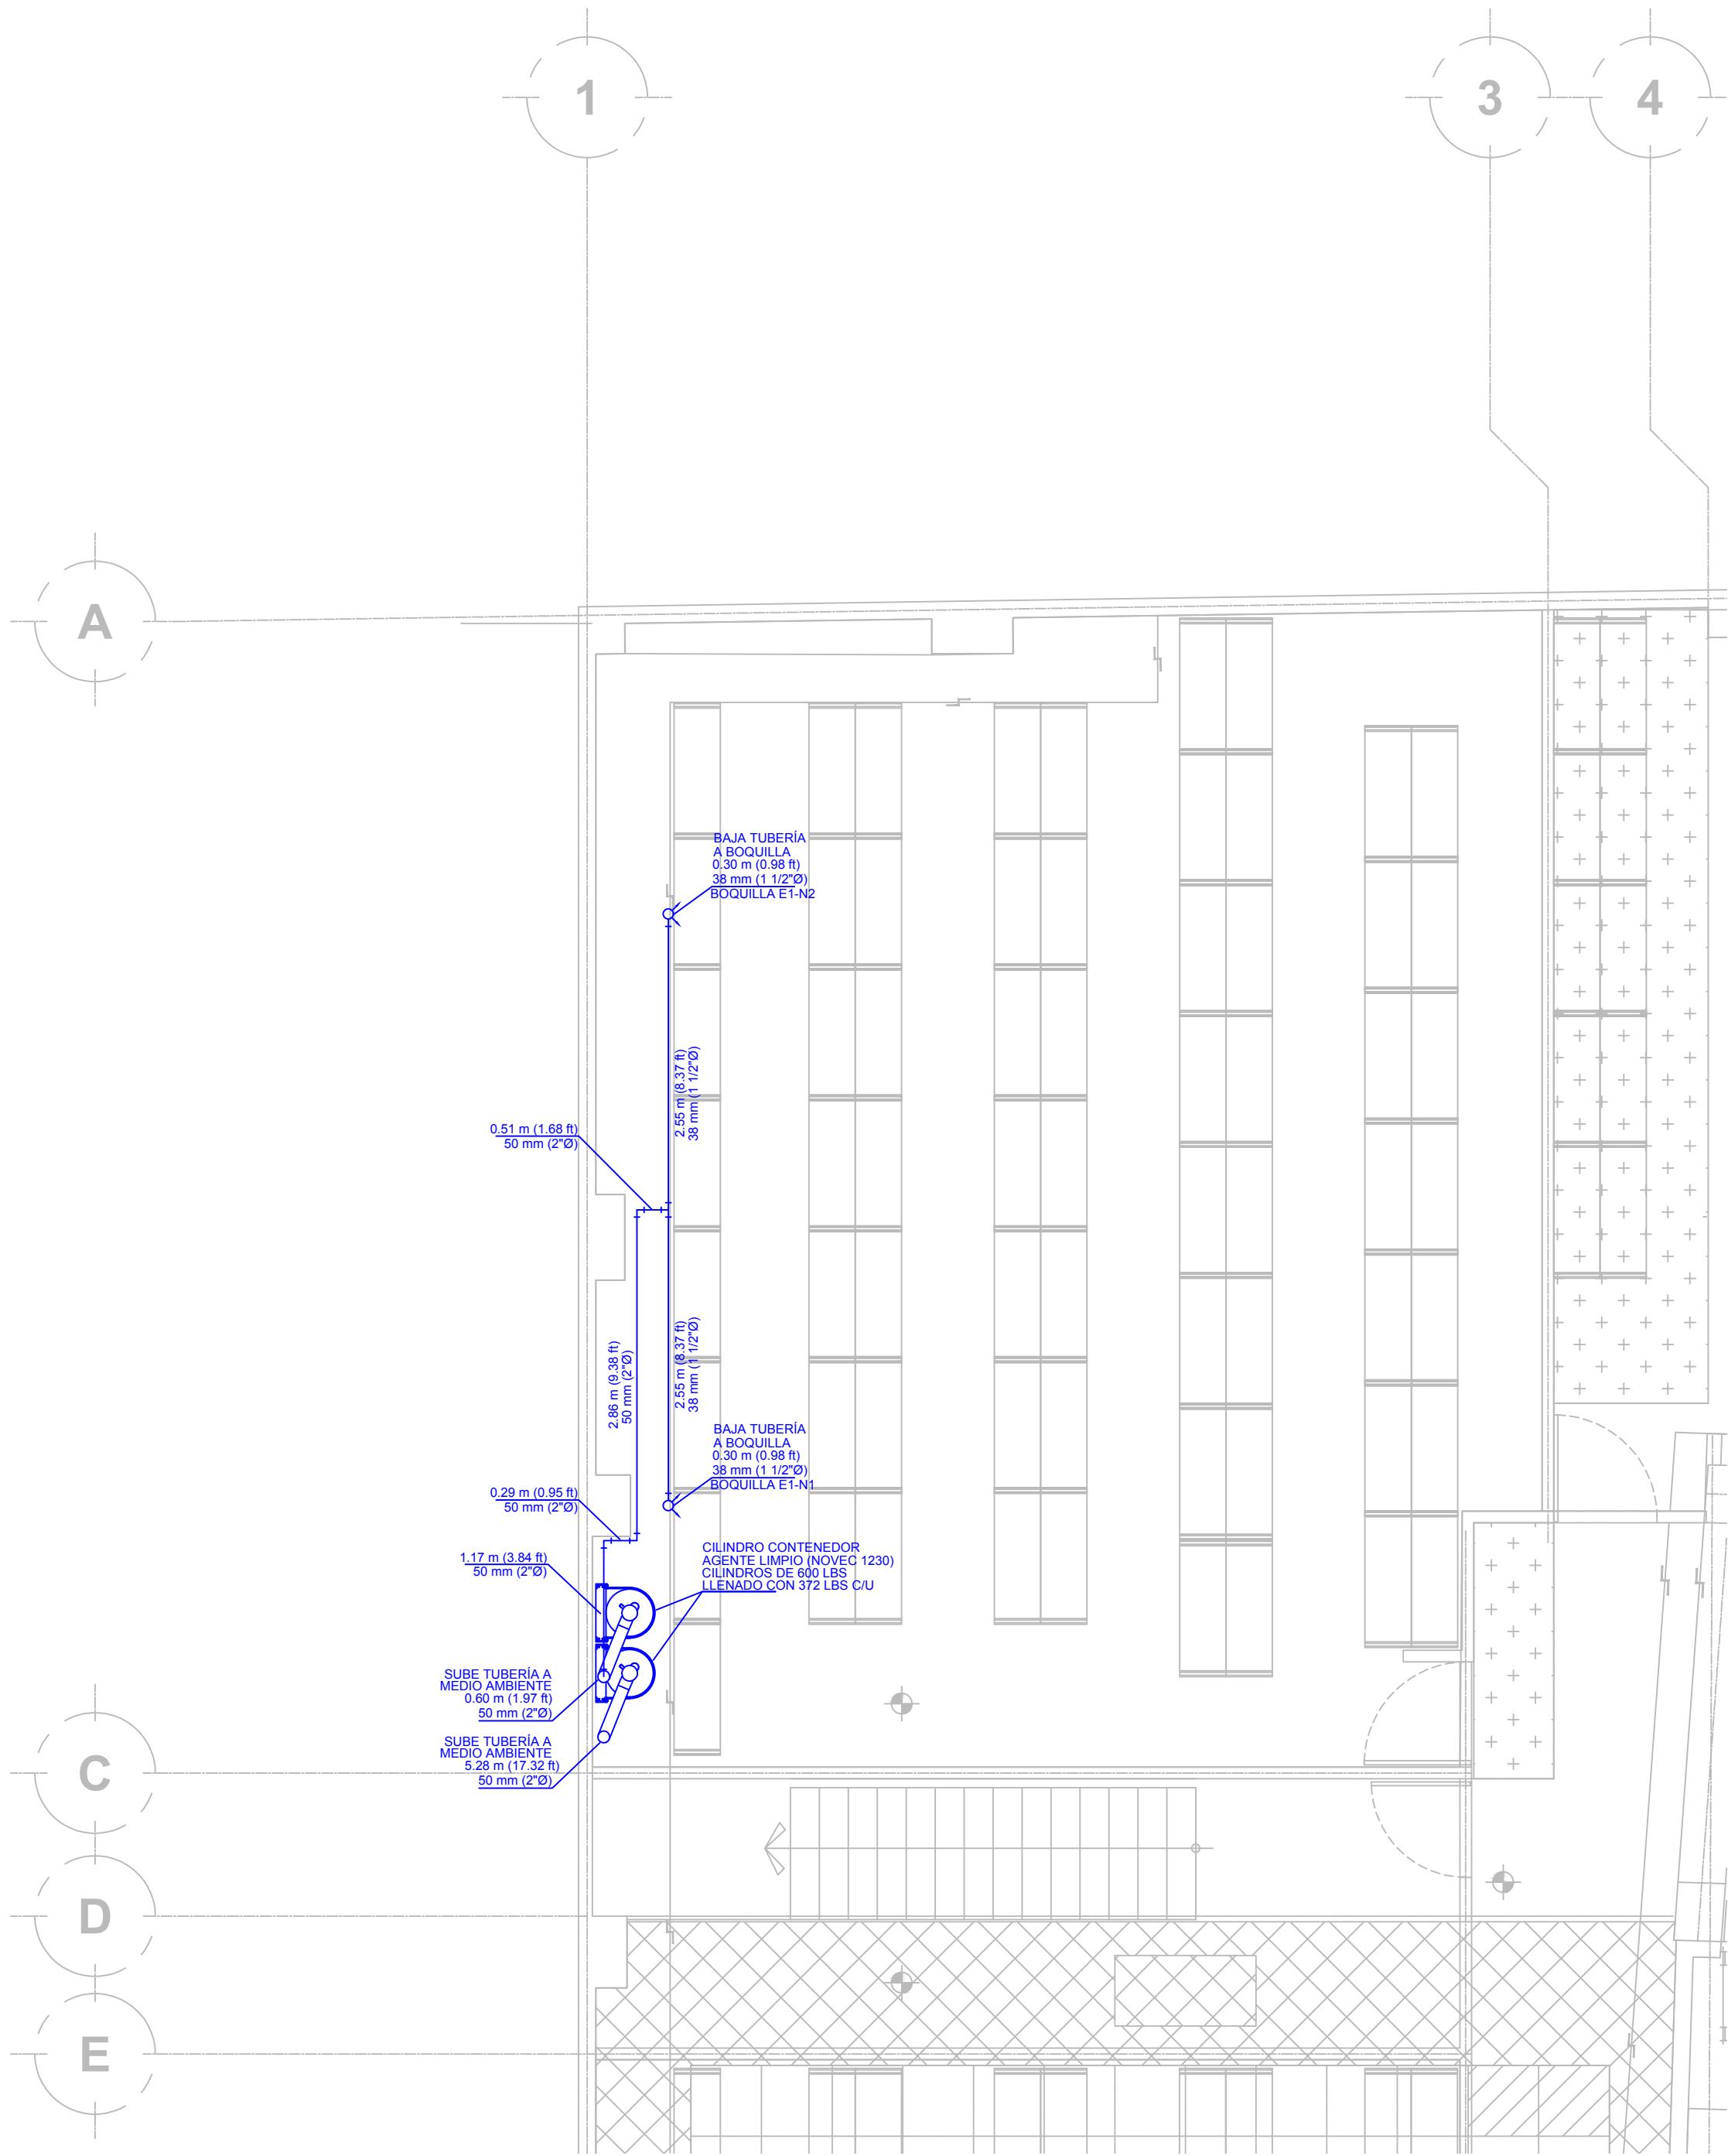 1
3
4
A
BAJA TUBERÍA
A BOQUILLA
0.30 m (0.98 ft)
38 mm (1 1/2"Ø)
BOQUILLA E1-N2
2.55 m (8.37 ft)
38 mm (1 1/2"Ø)
0.51 m (1.68 ft)
50 mm (2"Ø)
2.86 m (9.38 ft)
50 mm (2"Ø)
2.55 m (8.37 ft)
38 mm (1 1/2"Ø)
BAJA TUBERÍA
A BOQUILLA
0.30 m (0.98 ft)
38 mm (1 1/2"Ø)
BOQUILLA E1-N1
0.29 m (0.95 ft)
50 mm (2"Ø)
1.17 m (3.84 ft)
50 mm (2"Ø)
CILINDRO CONTENEDOR
AGENTE LIMPIO (NOVEC 1230)
CILINDROS DE 600 LBS
LLENADO CON 372 LBS C/U
SUBE TUBERÍA A
MEDIO AMBIENTE
0.60 m (1.97 ft)
50 mm (2"Ø)
SUBE TUBERÍA A
MEDIO AMBIENTE
5.28 m (17.32 ft)
50 mm (2"Ø)
C
D
E